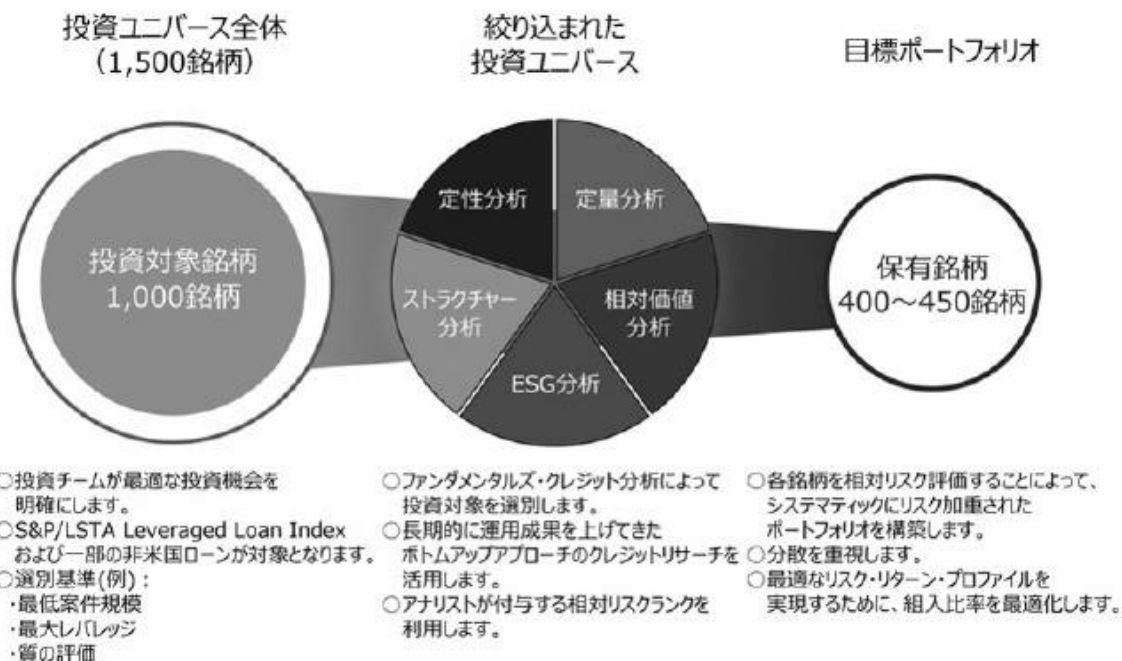 投資ユニバース全体
（1,500銘柄）
絞り込まれた
投資ユニバース
目標ポートフォリオ
投資対象銘柄
1,000銘柄
定性分析
定量分析
ストラクチャー
分析
相対価値
分析
ESG分析
保有銘柄
400～450銘柄
○投資チームが最適な投資機会を
明確にします。
○S&P/LSTA Leveraged Loan Index
および一部の非米国ローンが対象となります。
○選別基準(例)：
・最低案件規模
・最大レバレッジ
・質の評価
○ファンダメンタルズ・クレジット分析によって
投資対象を選別します。
○長期的に運用成果を上げてきた
ボトムアップアプローチのクレジットリサーチを
活用します。
○アナリストが付与する相対リスクランクを
利用します。
○各銘柄を相対リスク評価することによって、
システマティックにリスク加重された
ポートフォリオを構築します。
○分散を重視します。
○最適なリスク・リターン・プロファイルを
実現するために、組入比率を最適化します。